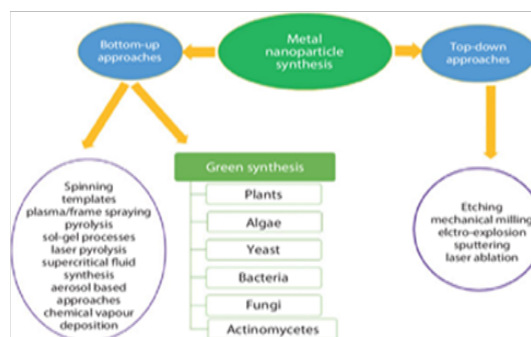 Bottom-up
approaches
Metal
nanoparticle
synthesis
Top-down
approaches
Spinning
templates
plasma/frame spraying
pyrolysis
sol-gel processes
laser pyrolysis
supercritical fluid
synthesis
aerosol based
approaches
chemical vapour
deposition
Green synthesis
Plants
Algae
Yeast
Bacteria
Fungi
Actinomycetes
Etching
mechanical milling
elctro-explosion
sputtering
laser ablation